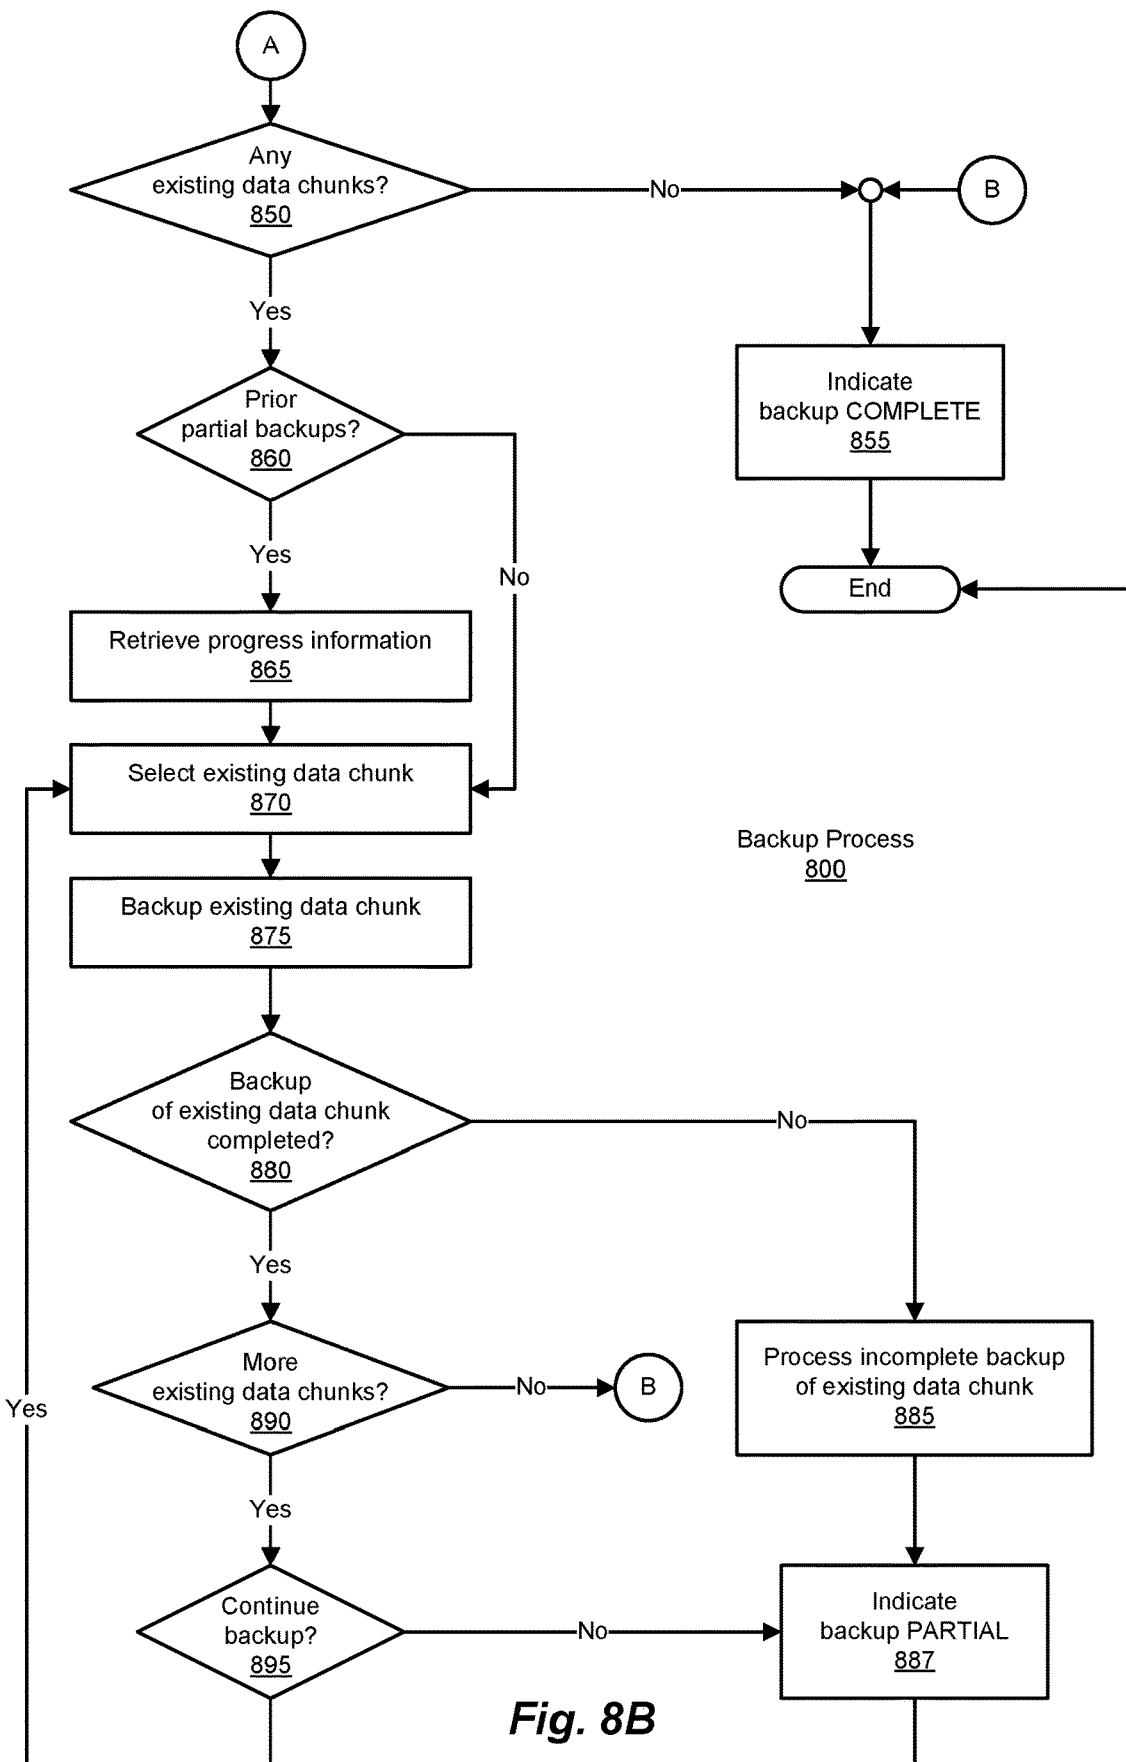 A
Any
existing data chunks?
850
No
B
Yes
Prior
partial backups?
860
Indicate
backup COMPLETE
855
Yes
No
End
Retrieve progress information
865
Select existing data chunk
870
Backup Process
800
Backup existing data chunk
875
Backup
of existing data chunk
completed?
880
No
Yes
More
existing data chunks?
890
No
B
Process incomplete backup
of existing data chunk
885
Yes
Yes
Continue
backup?
895
No
Indicate
backup PARTIAL
887
Fig. 8B